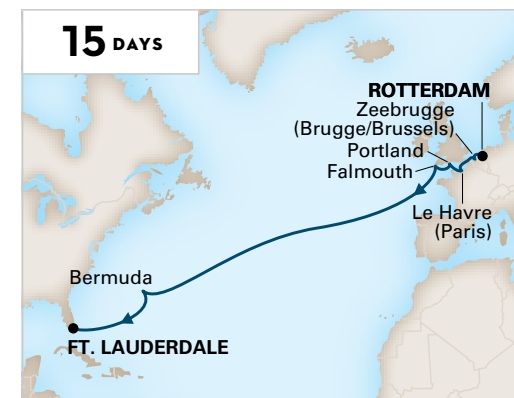 15 DAYS
ROTTERDAM
Zeebrugge
(Brugge/Brussels)
Portland
Falmouth
Le Havre
(Paris)
Bermuda
FT. LAUDERDALE